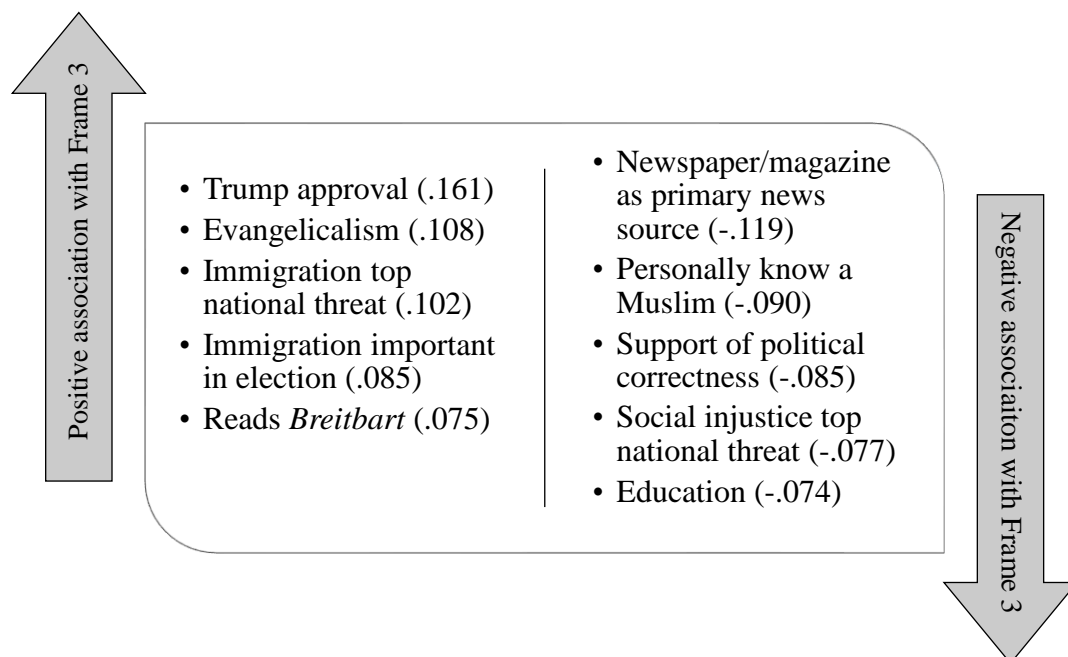 Positive association with Frame 3
• Trump approval (.161)
• Evangelicalism (.108)
• Immigration top
national threat (.102)
• Immigration important
in election (.085)
• Reads Breitbart (.075)
• Newspaper/magazine
as primary news
source (-.119)
• Personally know a
Muslim (-.090)
• Support of political
correctness (-.085)
• Social injustice top
national threat (-.077)
• Education (-.074)
Negative associaiton with Frame 3